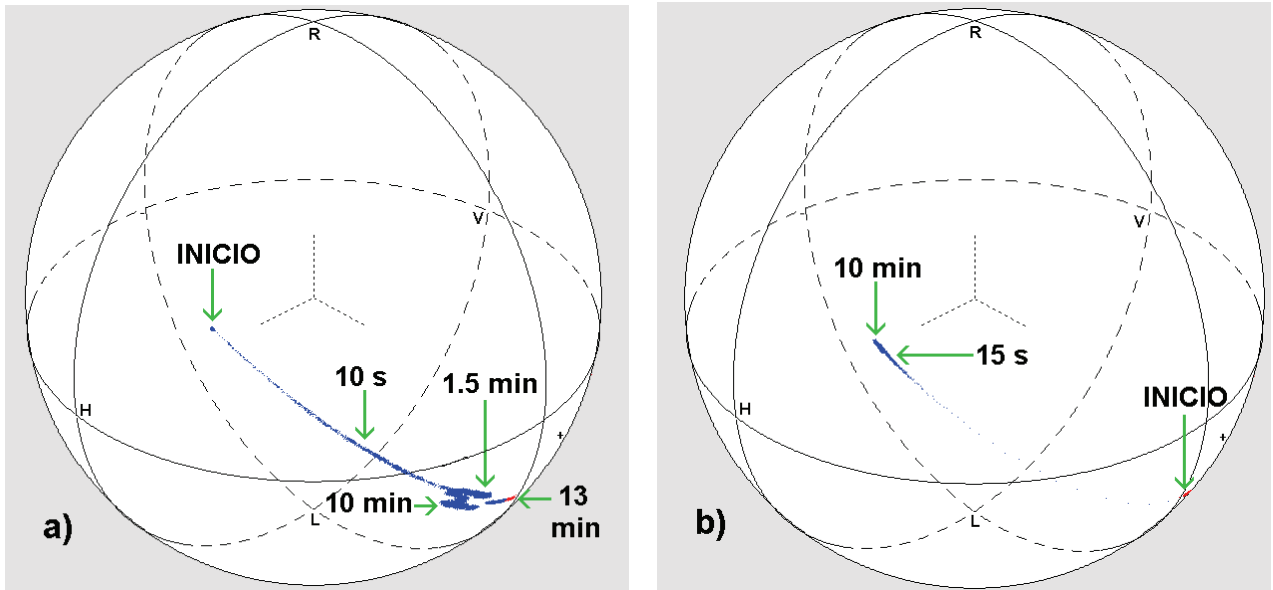 R
V
INICIO
10 s
1.5 min
H
+
10 min
13
min
L
a)
R
V
10 min
15 s
INICIO
H
+
L
b)